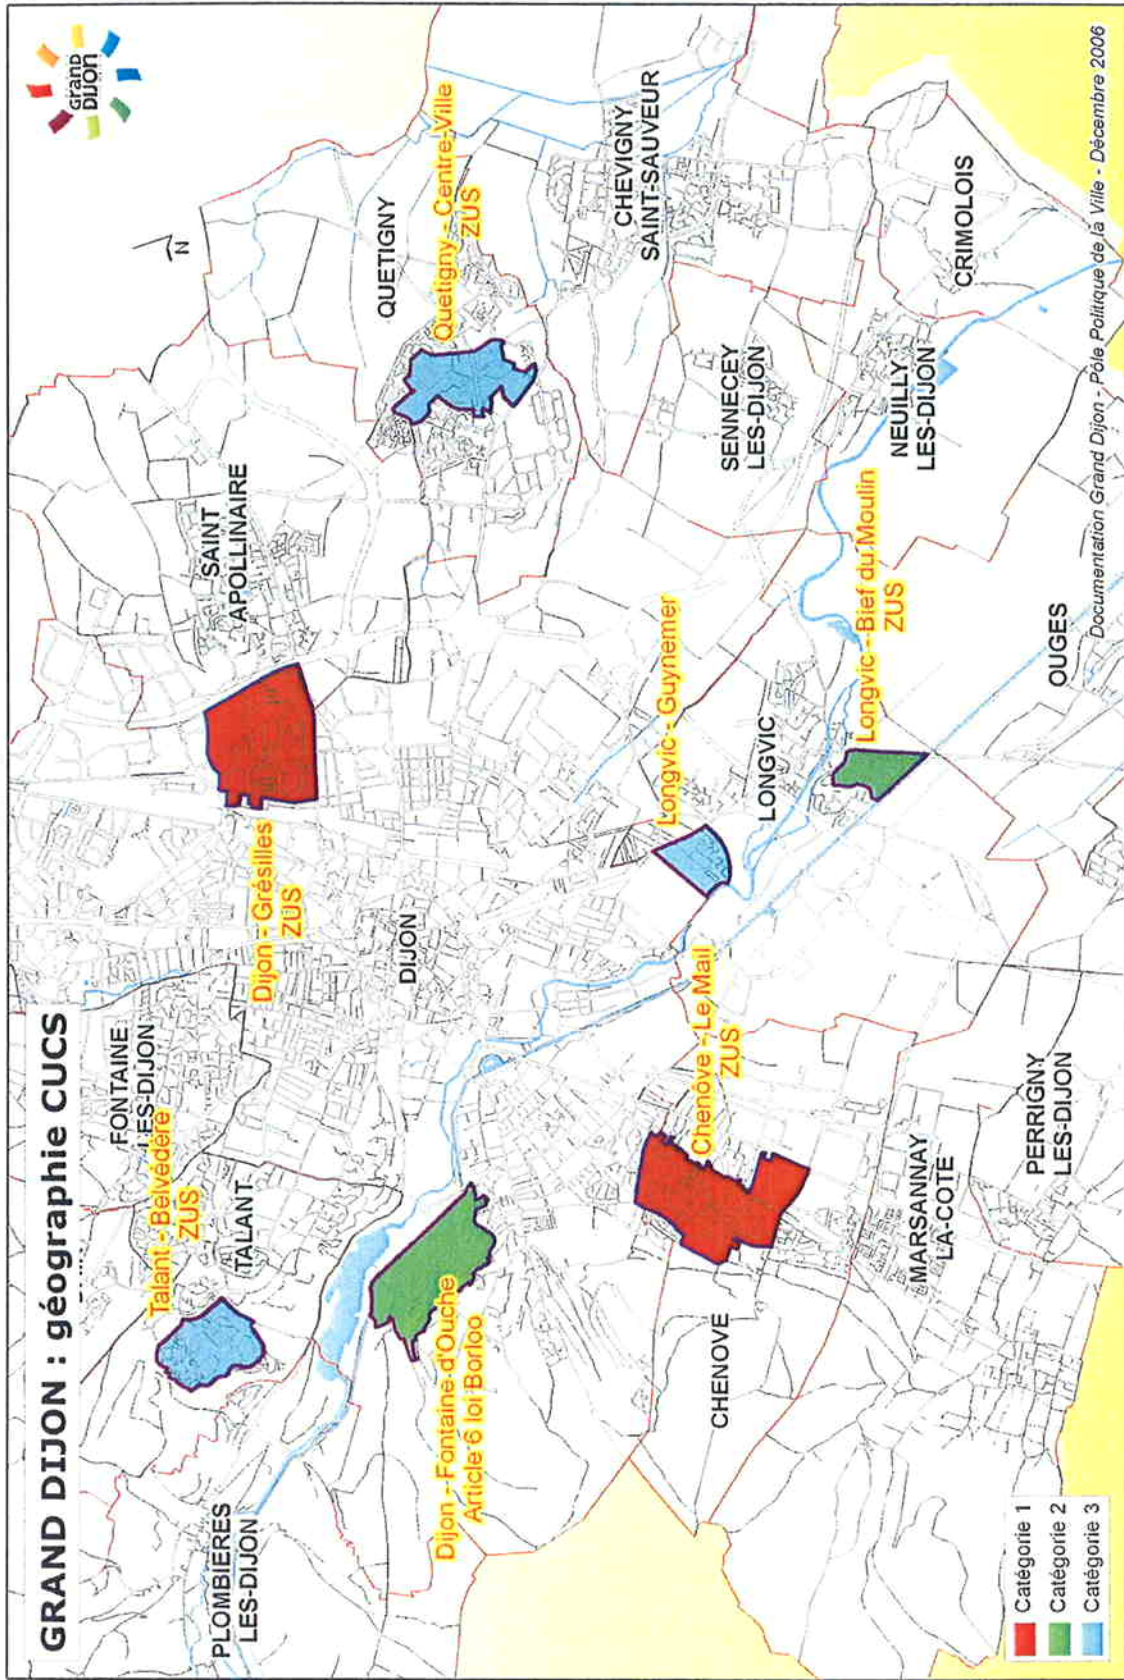 GRAND DIJON : géographie CUCS
GRAND
DIJON
N
FONTAINE
LES-DIJON
Talant - Belvédère
ZUS
TALANT
PLOMBIERES
LES-DIJON
SAINT
APOLLINAIRE
Dijon - Grésilles
ZUS
QUETIGNY
Quetigny - Centre-Ville
ZUS
DIJON
Dijon - Fontaine d'Ouche
Article 6 loi Borloo
CHEVIGNY
SAINT-SAUVEUR
Longvic - Guynemer
SENNECEY
LES-DIJON
LONGVIC
Chenôve - Le Mail
ZUS
CHENOVE
Longvic - Bief du Moulin
ZUS
NEUILLY
LES-DIJON
CRIMOLOIS
MARSANNAY
LA-COTE
PERRIGNY
LES-DIJON
OUGES
Catégorie 1
Catégorie 2
Catégorie 3
Documentation Grand Dijon - Pôle Politique de la Ville - Décembre 2006